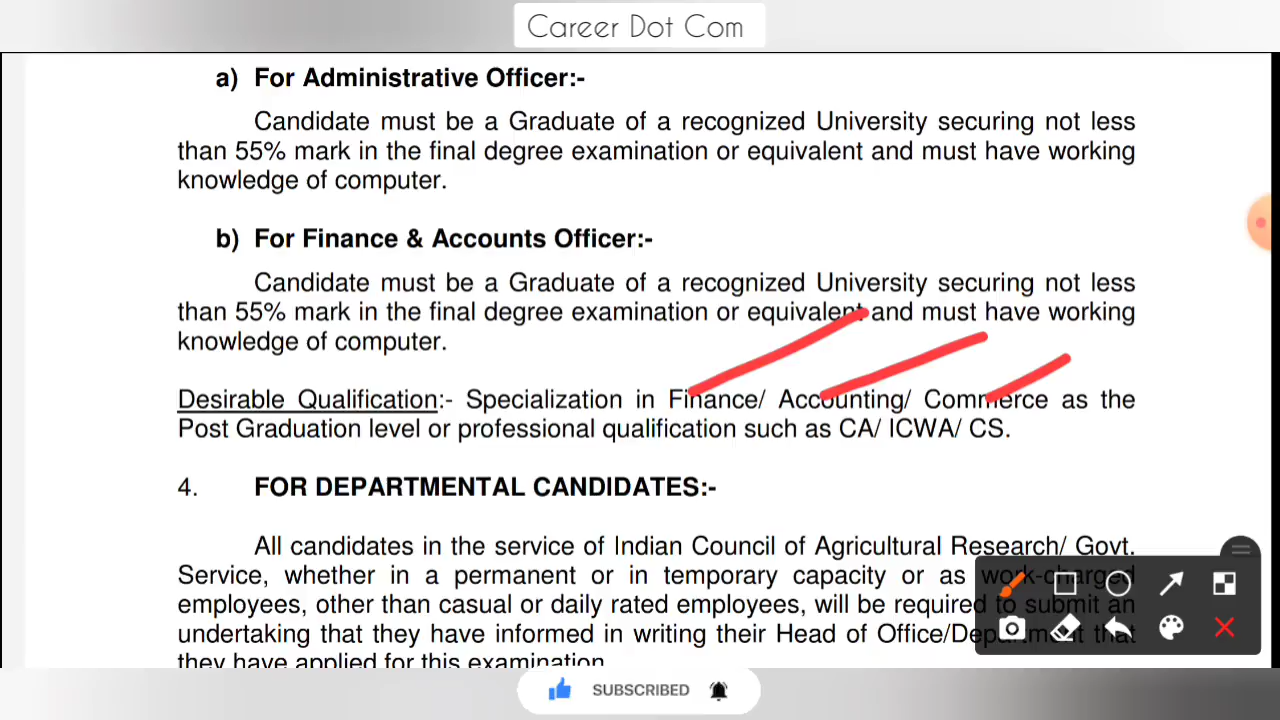 Career Dot Com
a) For Administrative Officer:-
Candidate must be a Graduate of a recognized University securing not less
than 55% mark in the final degree examination or equivalent and must have working
knowledge of computer.
b) For Finance & Accounts Officer:-
Candidate must be a Graduate of a recognized University securing not less
than 55% mark in the final degree examination or equivalent and must have working
knowledge of computer.
Desirable Qualification:- Specialization in Finance/ Accounting/ Commerce as the
Post Graduation level or professional qualification such as CA/ ICWA/ CS.
4. FOR DEPARTMENTAL CANDIDATES:-
All candidates in the service of Indian Council of Agricultural Research/ Govt.
Service, whether in a permanent or in temporary capacity or as work-charged
employees, other than casual or daily rated employees, will be required to submit an
undertaking that they have informed in writing their Head of Office/Department that
they have applied for this examination.
SUBSCRIBED